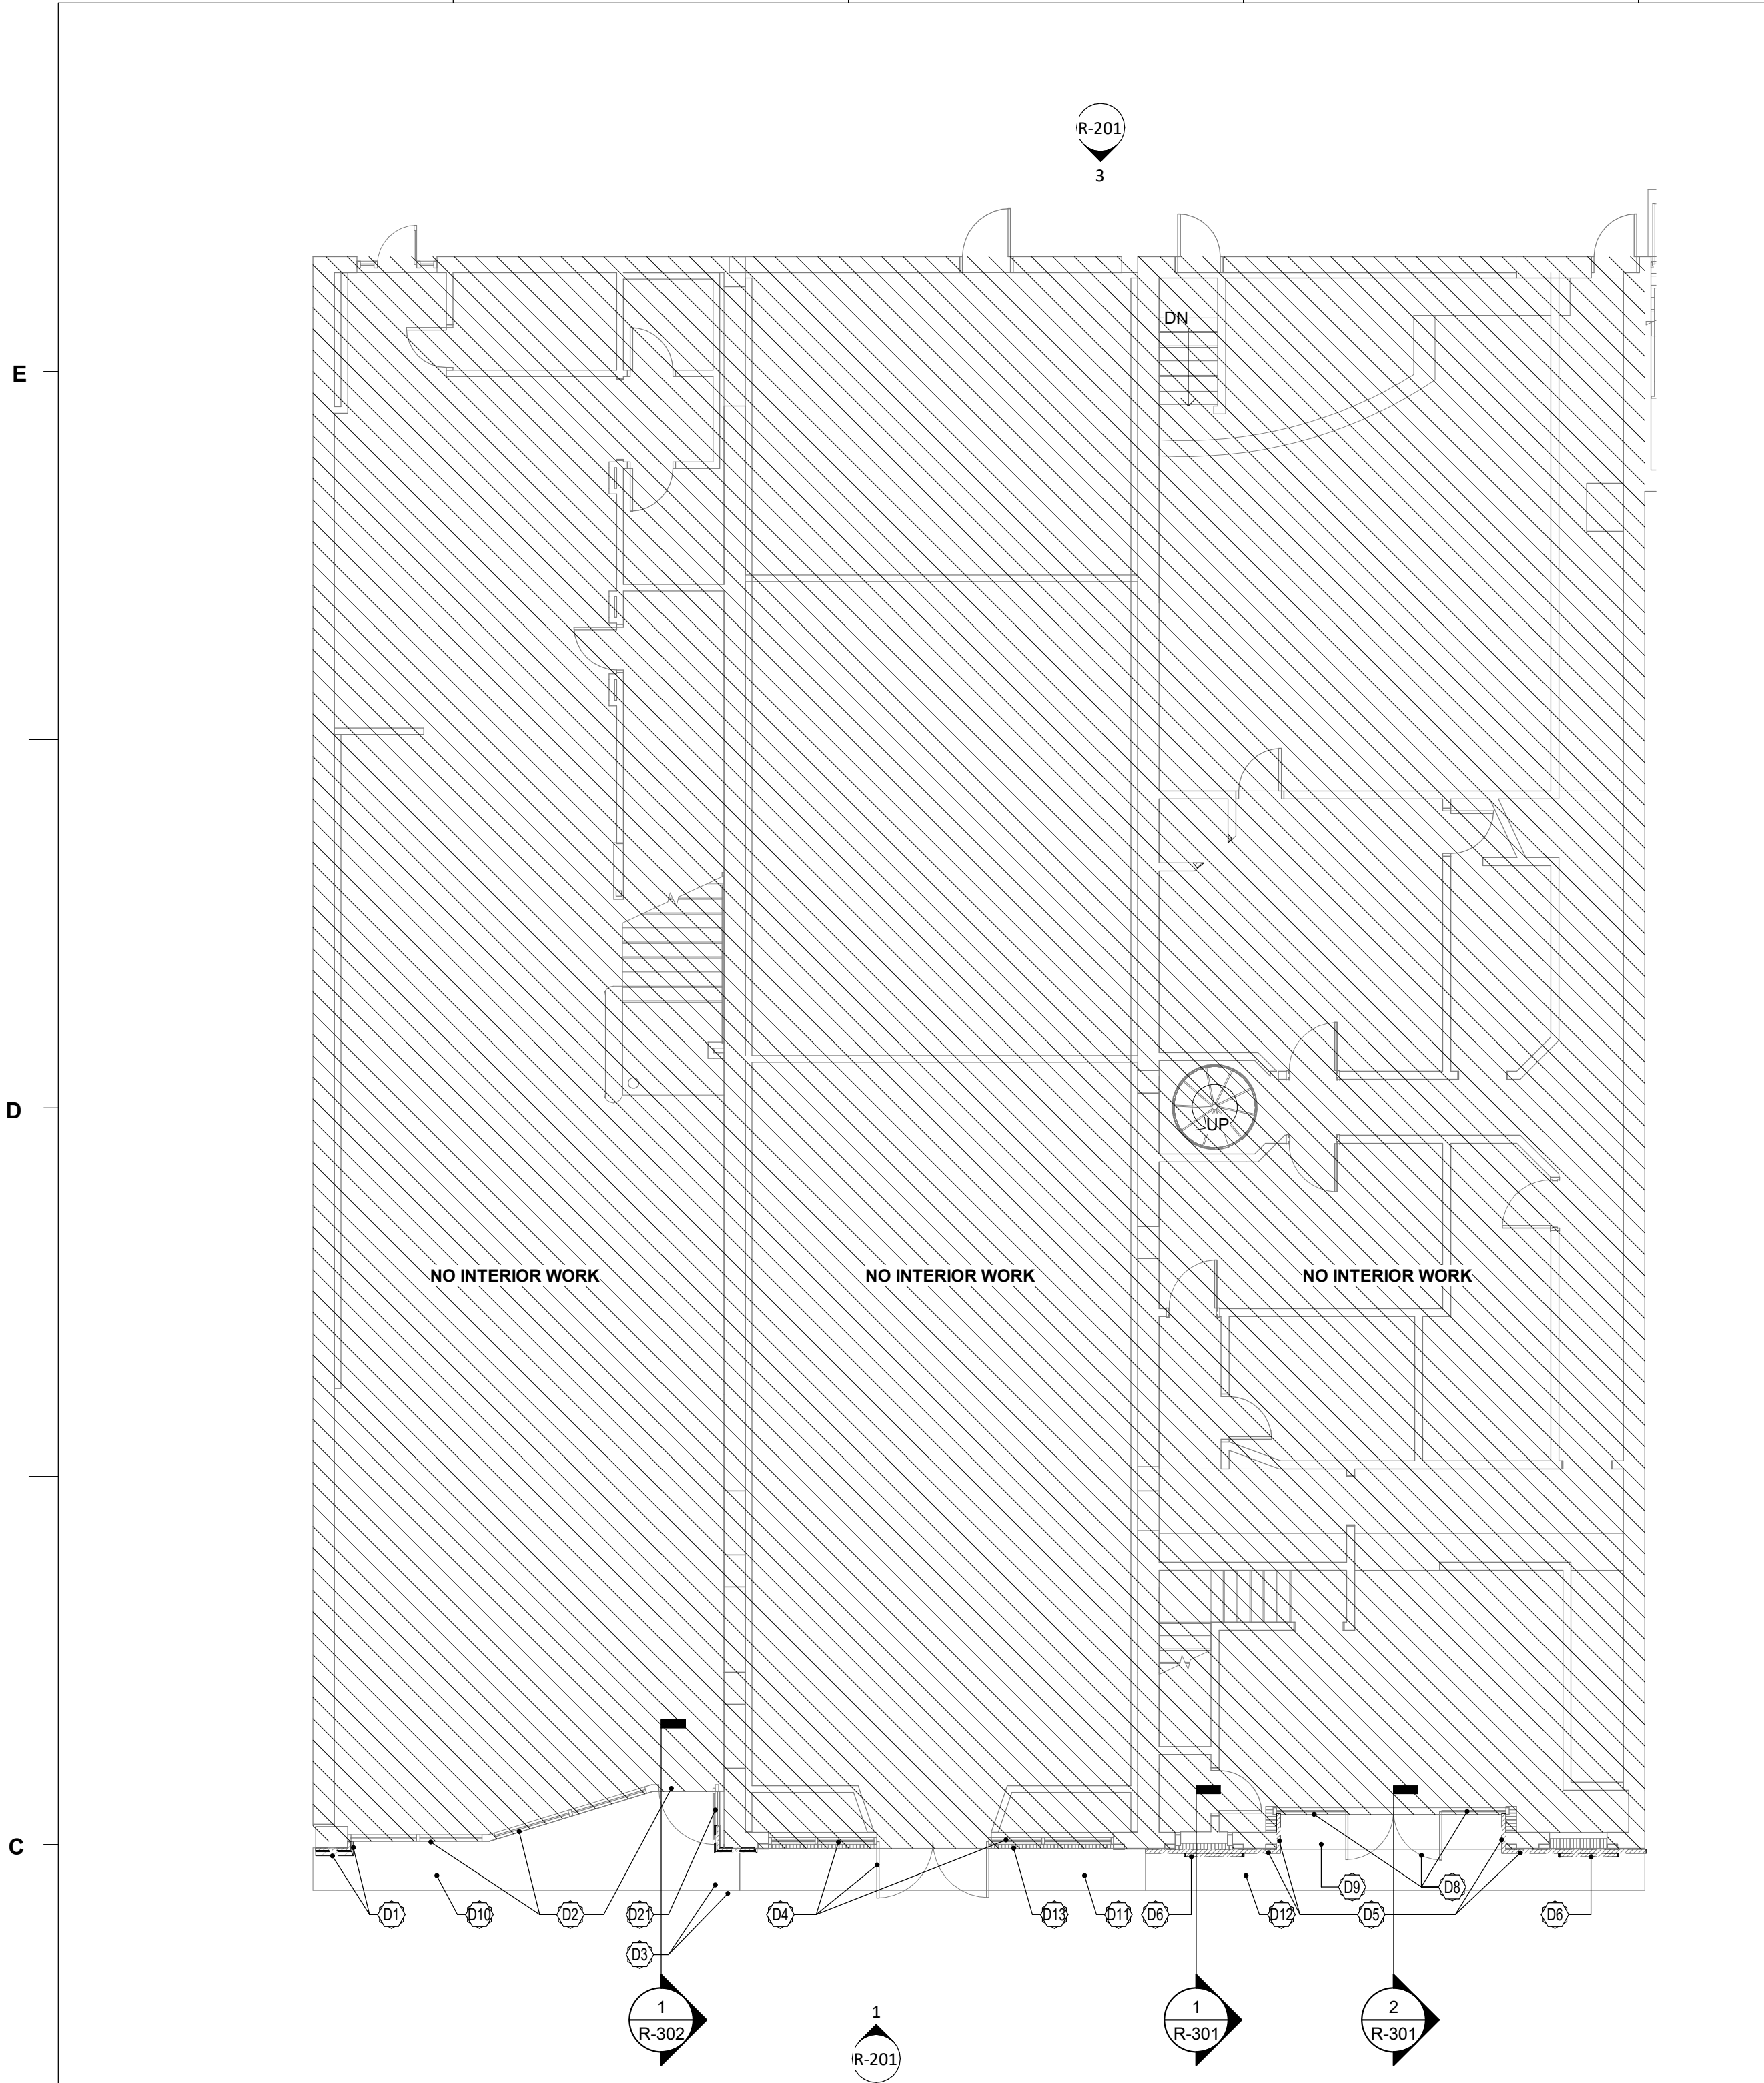 R-201
3
E
DN
D
UP
NO INTERIOR WORK
NO INTERIOR WORK
NO INTERIOR WORK
C
D9
D8
D1
D10
D2
D21
D4
D13
D11
D6
D12
D5
D6
D3
1
R-302
1
R-201
1
R-301
2
R-301